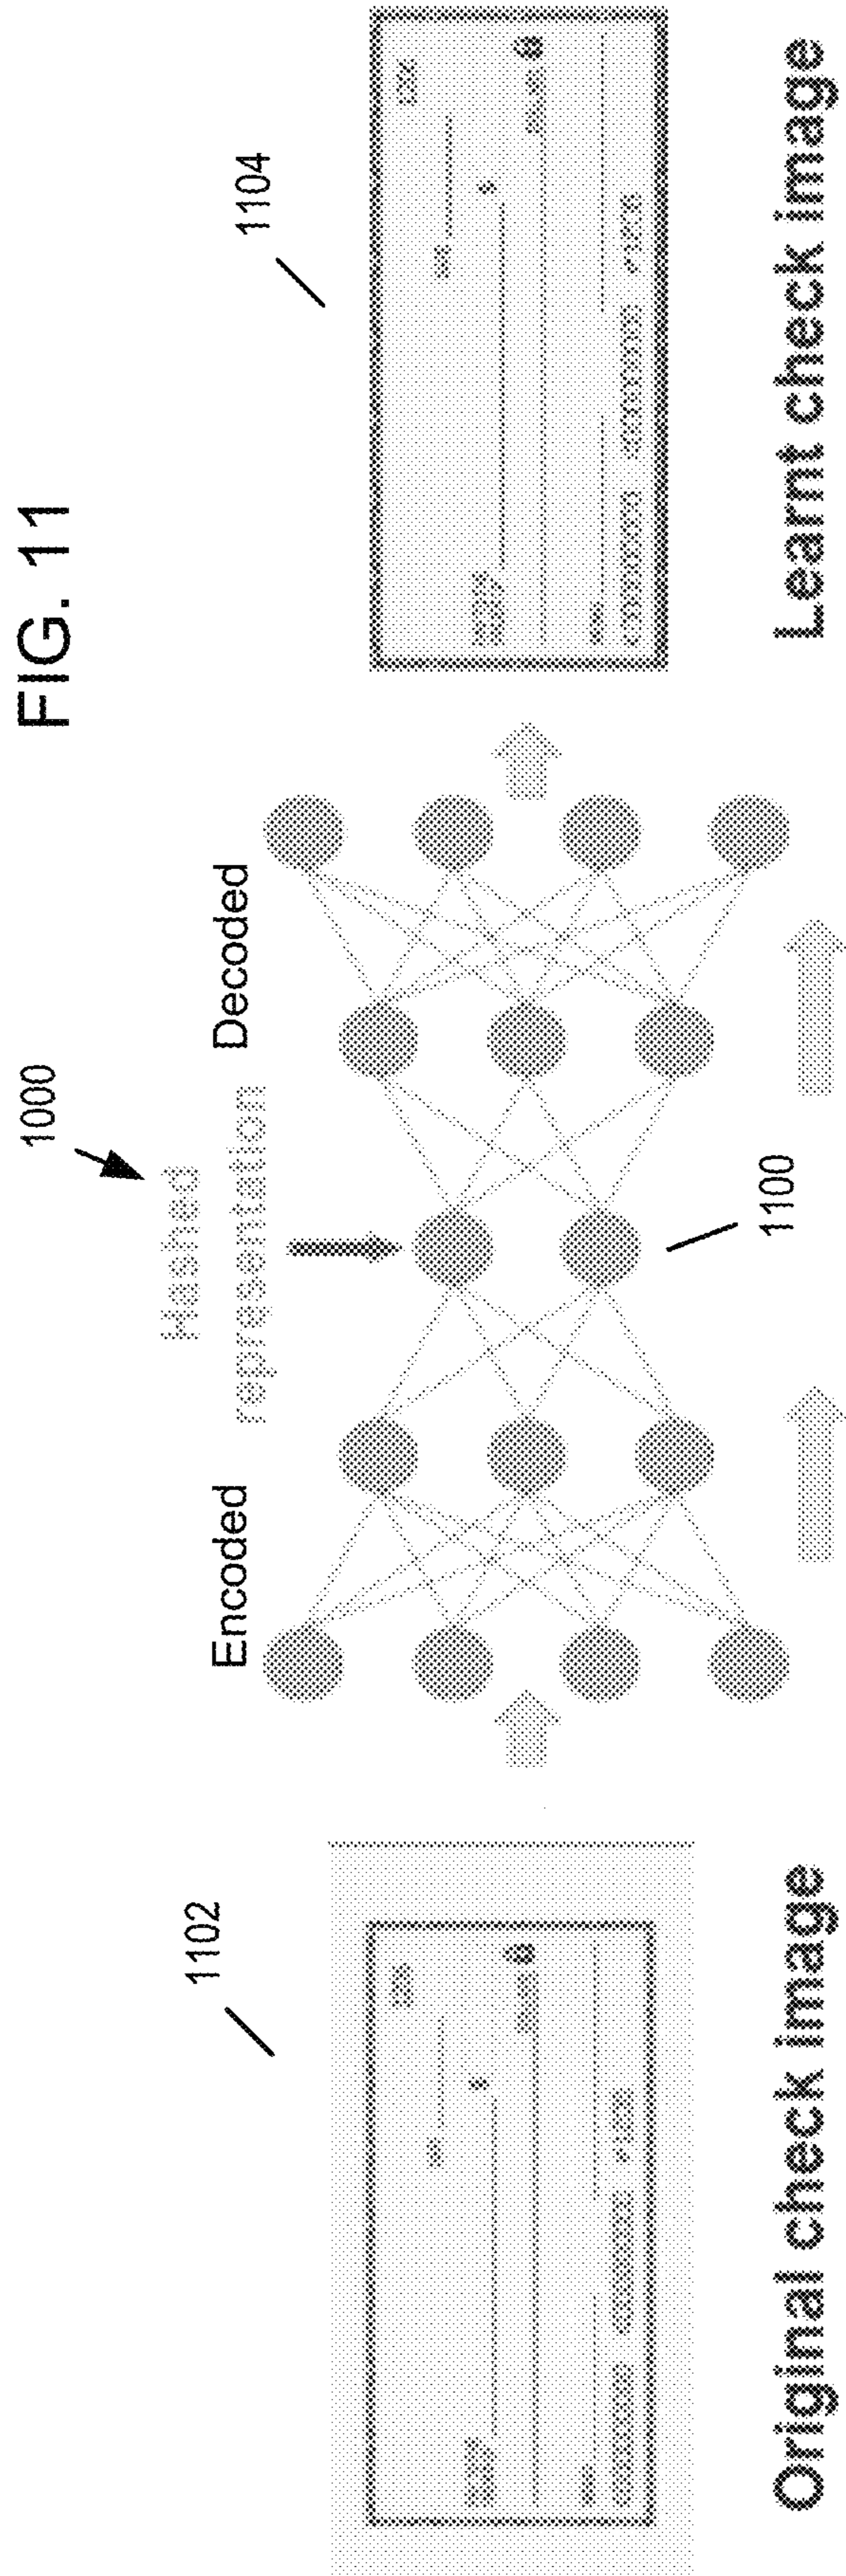 FIG. 11
1000
Hashed
representation
Encoded
Decoded
1102
1104
$
$
1100
Original check image
Learnt check image